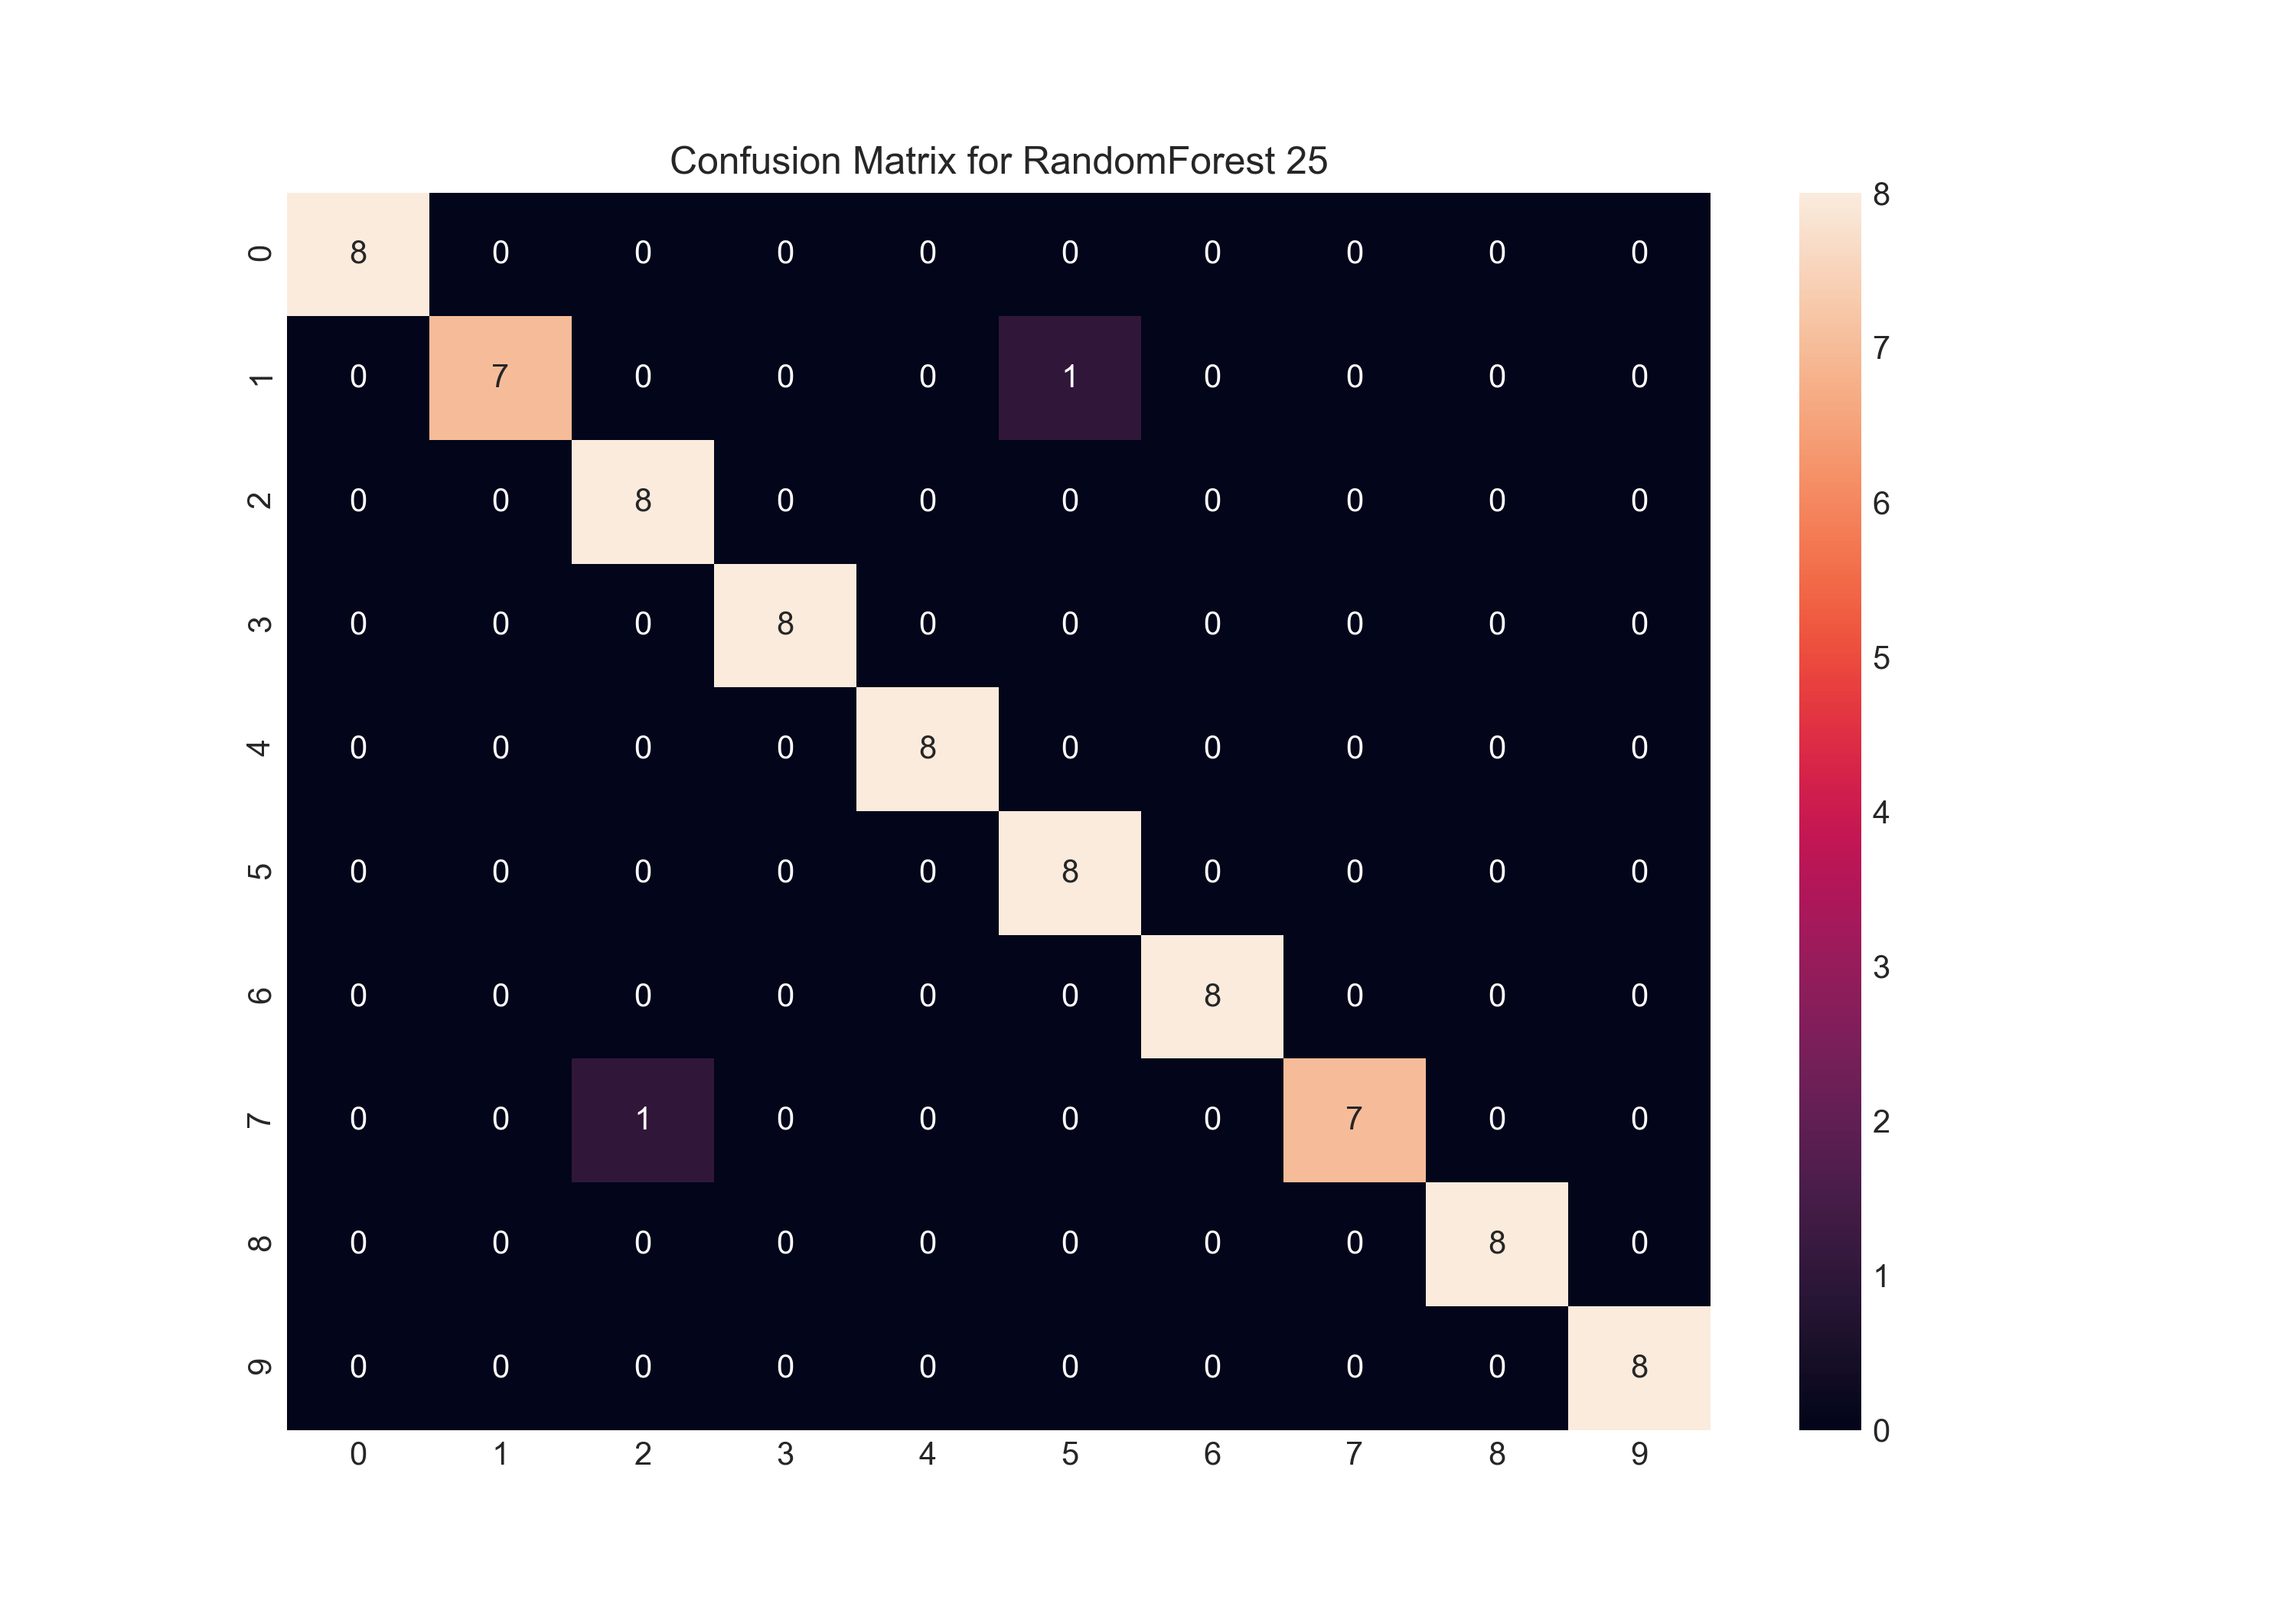 Confusion Matrix for RandomForest 25
0 8 0 0 0 0 0 0 0 0 0
1 0 7 0 0 0 1 0 0 0 0
2 0 0 8 0 0 0 0 0 0 0
3 0 0 0 8 0 0 0 0 0 0
4 0 0 0 0 8 0 0 0 0 0
5 0 0 0 0 0 8 0 0 0 0
6 0 0 0 0 0 0 8 0 0 0
7 0 0 1 0 0 0 0 7 0 0
8 0 0 0 0 0 0 0 0 8 0
9 0 0 0 0 0 0 0 0 0 8
0 1 2 3 4 5 6 7 8 9
8
7
6
5
4
3
2
1
0